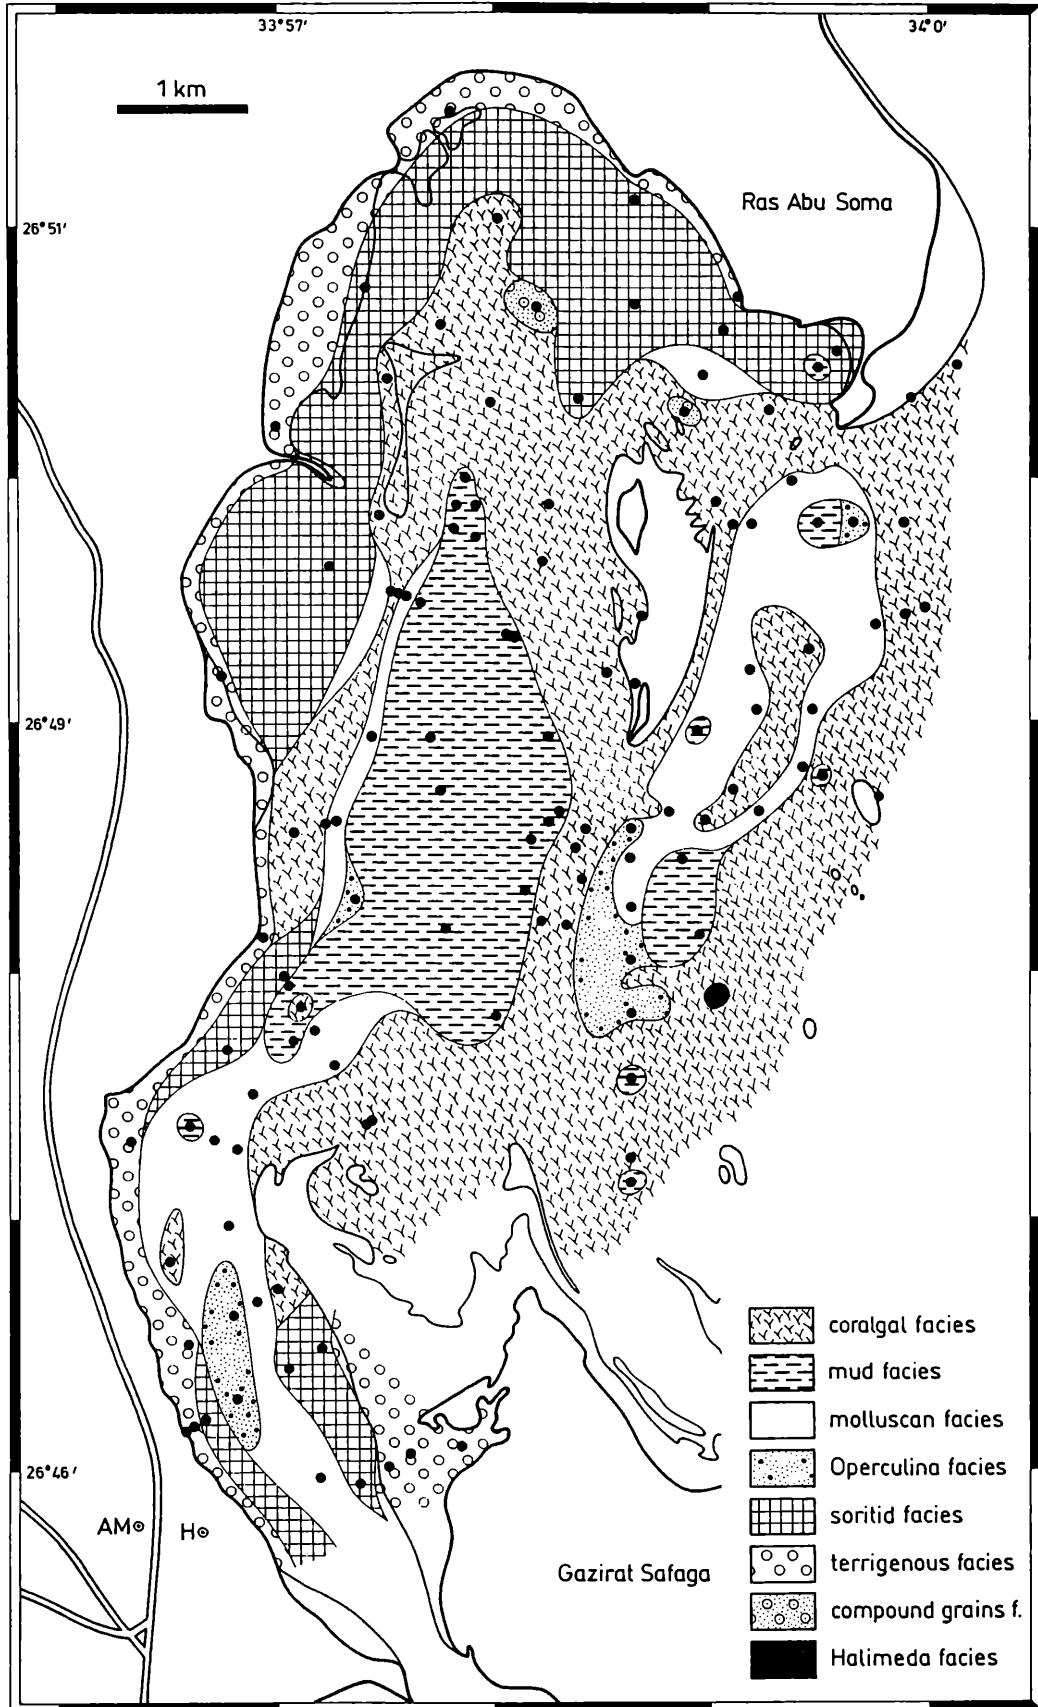 33°57'
34°0'
1 km
Ras Abu Soma
26°51'
26°49'
coralgal facies
mud facies
molluscan facies
Operculina facies
26°46'
soritid facies
AM
H
terrigenous facies
Gazirat Safaga
compound grains f.
Halimeda facies